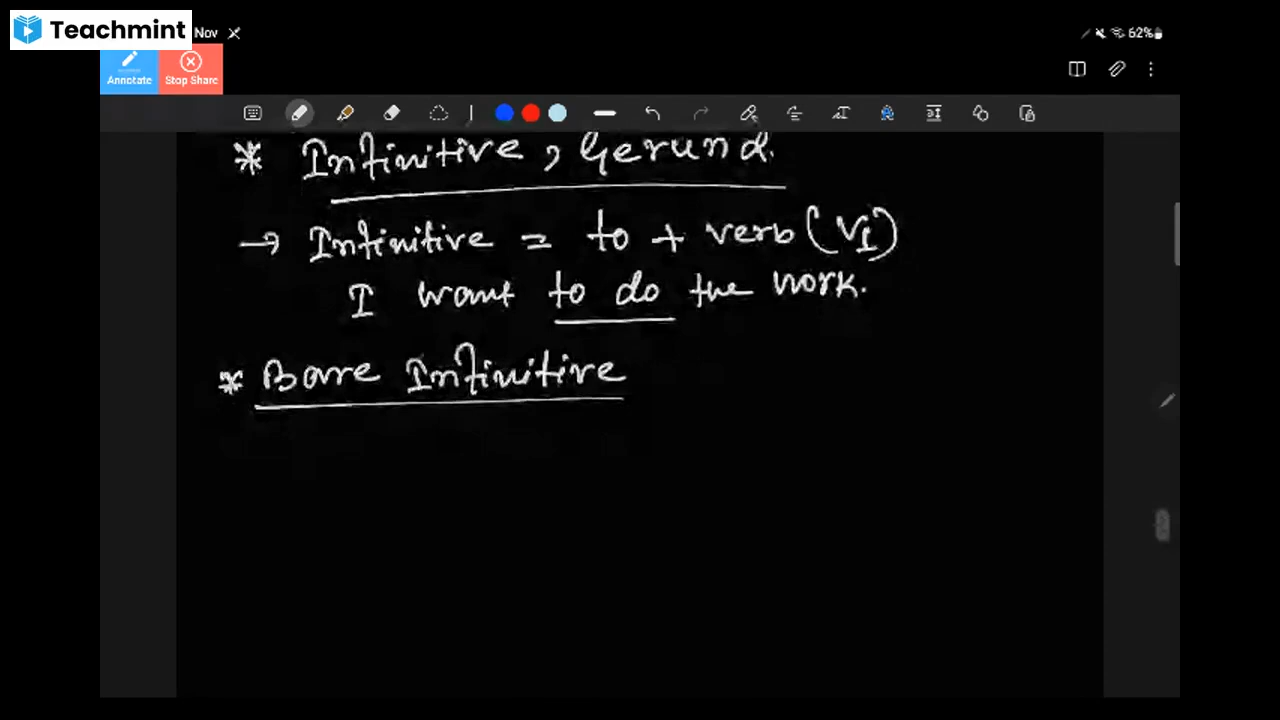 Teachmint
Nov
62%
Annotate
Stop Share
* Infinitive, Gerund.
→ Infinitive = to + verb (V1)
I want to do the work.
* Bare Infinitive